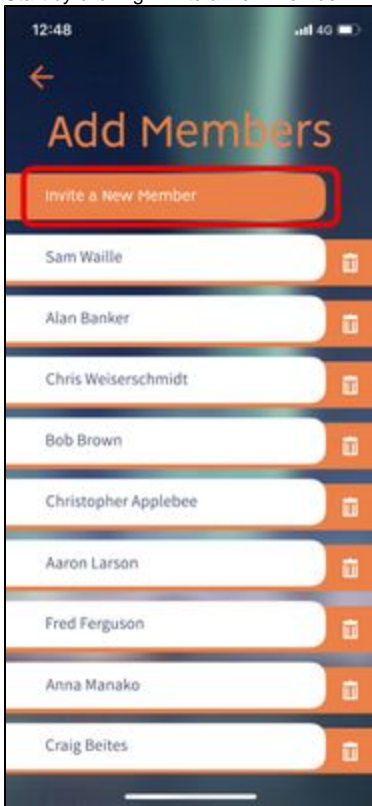 12:48
4G
Add Members
Invite a New Member
Sam Waille
Alan Banker
Chris Weiserschmidt
Bob Brown
Christopher Applebee
Aaron Larson
Fred Ferguson
Anna Manako
Craig Beites